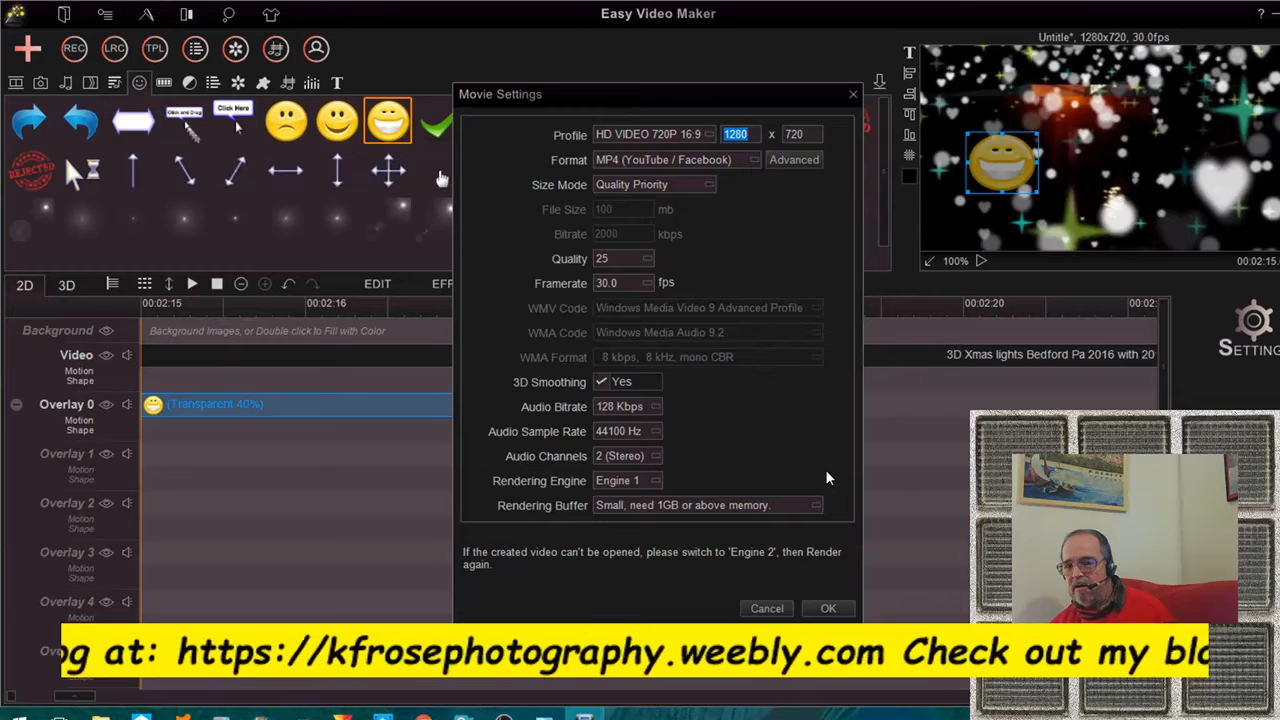 Easy Video Maker
?
REC
LRC
TPL
T
Click and Drag
Click Here
REJECTED
Untitle*, 1280x720, 30.0fps
T
100%
00:02:15.
Movie Settings
Profile HD VIDEO 720P 16:9 1280 x 720
Format MP4 (YouTube / Facebook) Advanced
Size Mode Quality Priority
File Size 100 mb
Bitrate 2000 kbps
Quality 25
Framerate 30.0 fps
WMV Code Windows Media Video 9 Advanced Profile
WMA Code Windows Media Audio 9.2
WMA Format 8 kbps, 8 kHz, mono CBR
3D Smoothing Yes
Audio Bitrate 128 Kbps
Audio Sample Rate 44100 Hz
Audio Channels 2 (Stereo)
Rendering Engine Engine 1
Rendering Buffer Small, need 1GB or above memory.
If the created video can't be opened, please switch to 'Engine 2', then Render
again.
Cancel OK
2D 3D EDIT EFF
00:02:15 00:02:16 00:02:20 00:02:
Background Background Images, or Double click to Fill with Color
Video 3D Xmas lights Bedford Pa 2016 with 20
Motion
Shape
Overlay 0 (Transparent 40%)
Motion
Shape
Overlay 1
Motion
Shape
Overlay 2
Motion
Shape
Overlay 3
Motion
Shape
Overlay 4
Motion
SETTING
og at: https://kfrosephotography.weebly.com Check out my blo